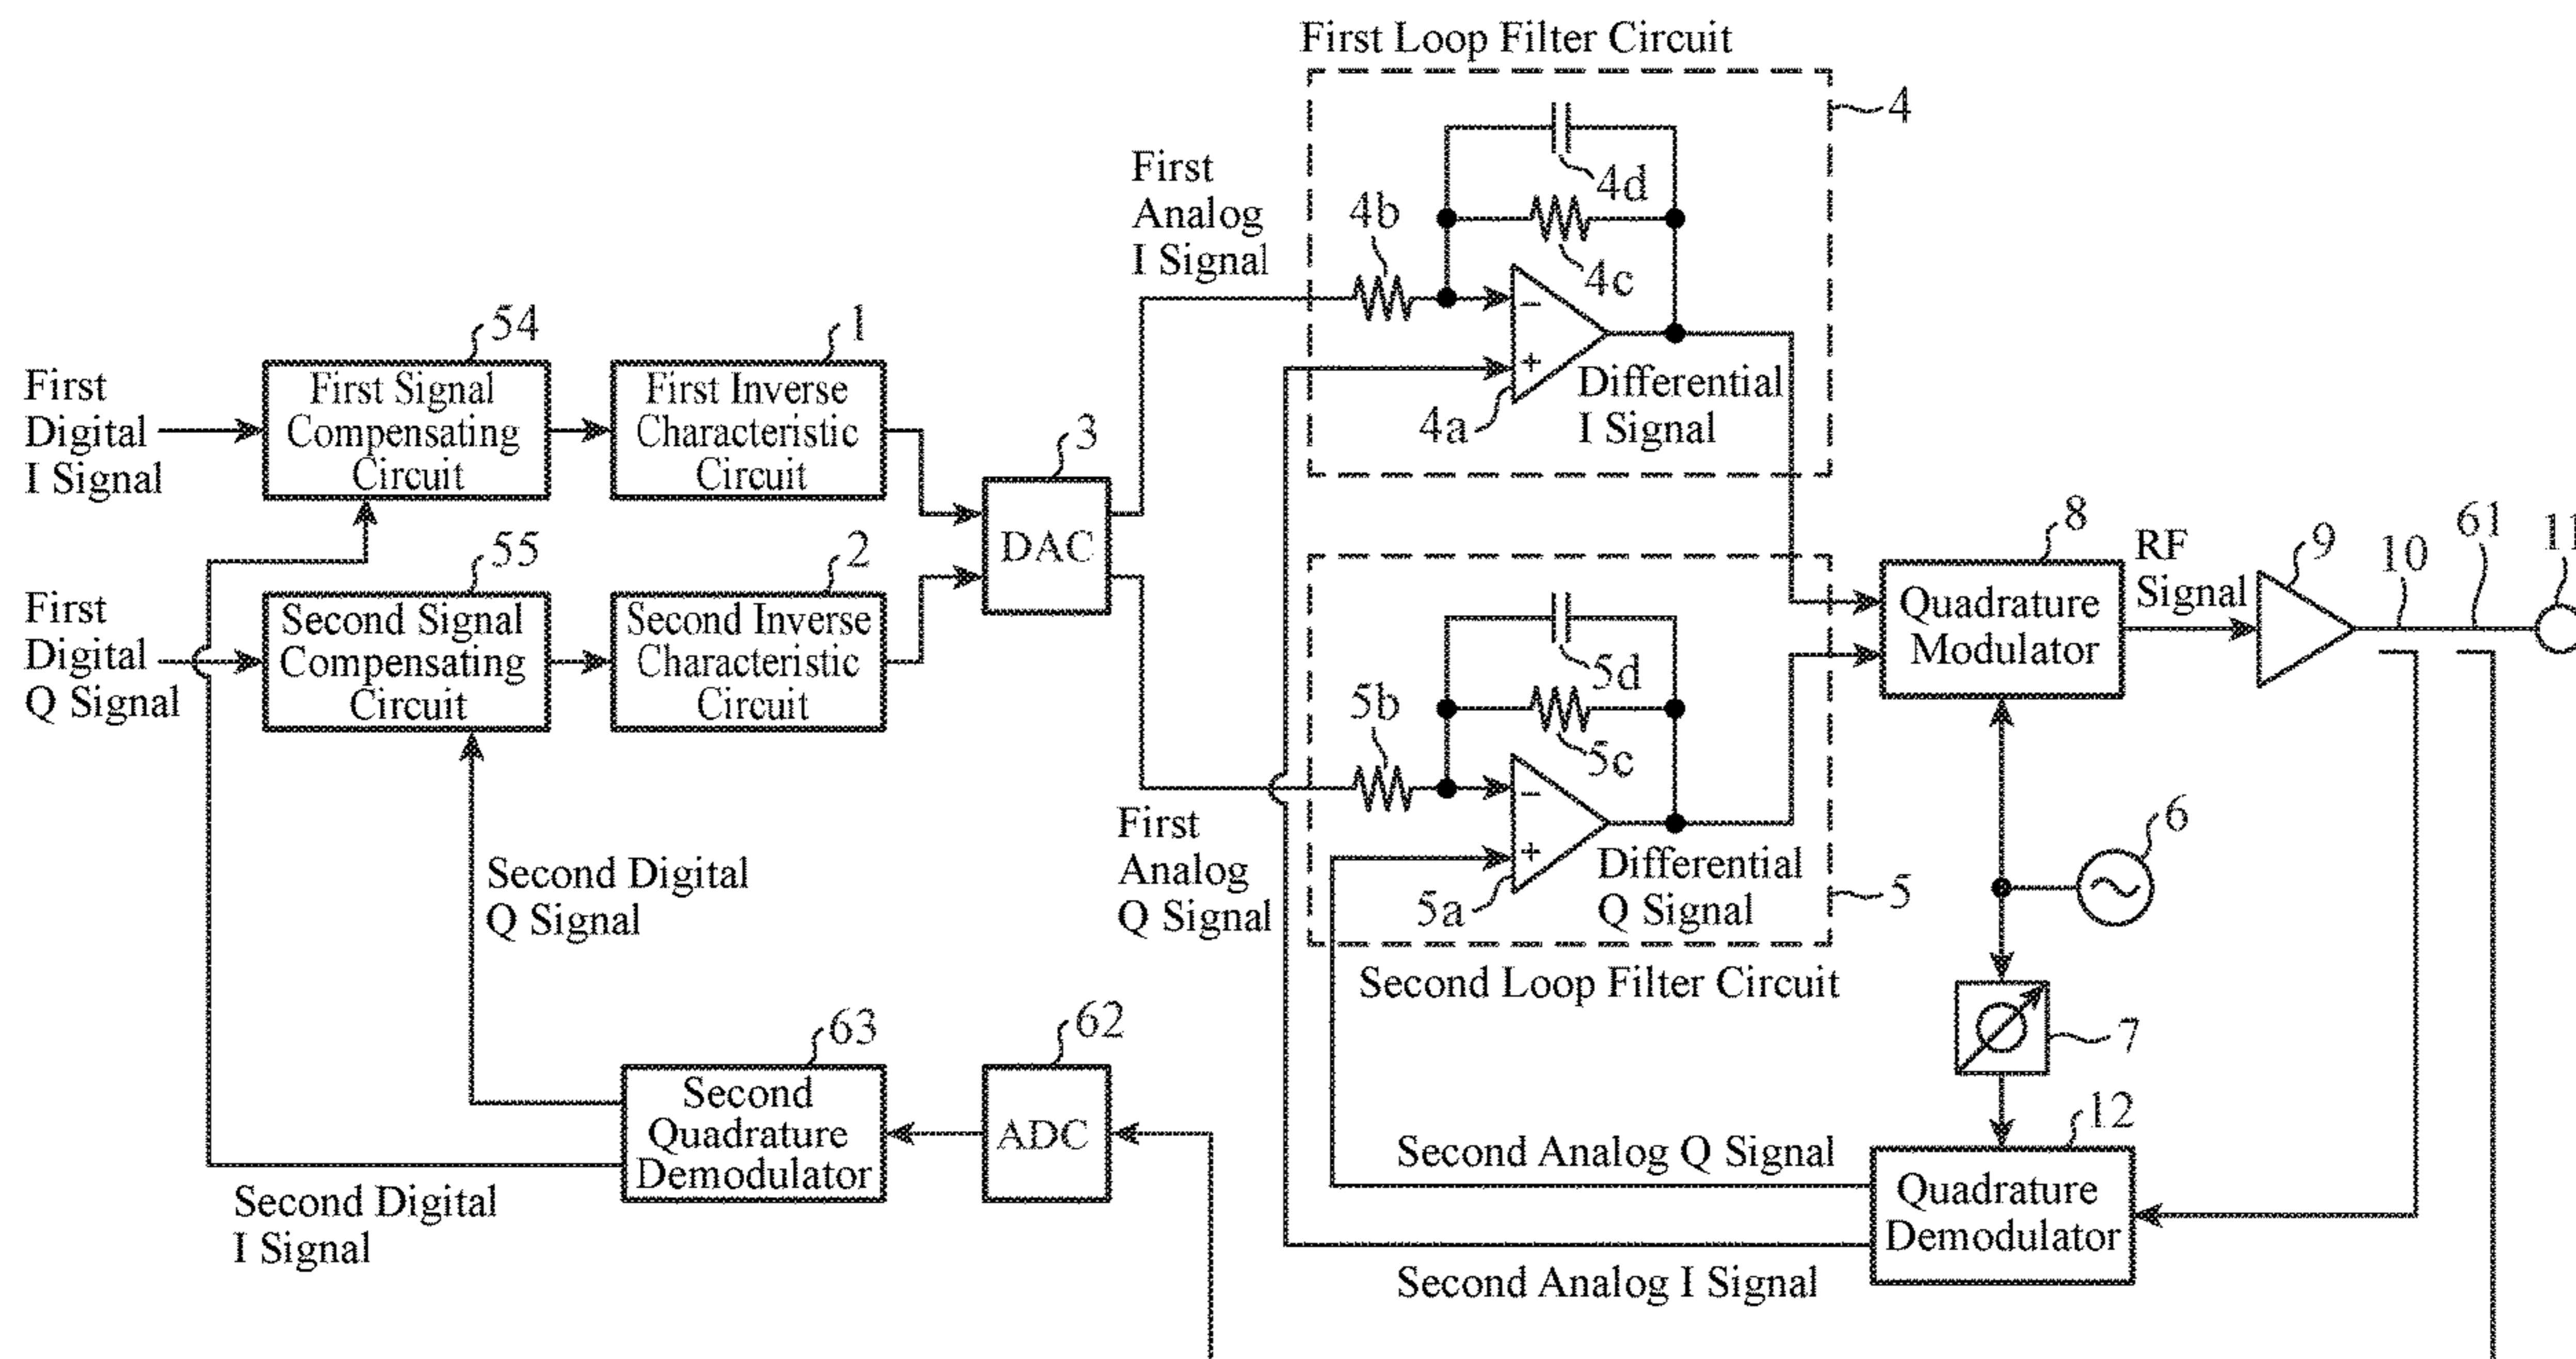 First Loop Filter Circuit
4
First
Analog
I Signal
4b
4d
4c
−
+
4a
Differential
I Signal
54
1
First
Digital
I Signal
First Signal
Compensating
Circuit
First Inverse
Characteristic
Circuit
3
DAC
55
2
First
Digital
Q Signal
Second Signal
Compensating
Circuit
Second Inverse
Characteristic
Circuit
8
Quadrature
Modulator
RF
Signal
9
10
61
11
5b
5d
5c
−
+
5a
Differential
Q Signal
5
First
Analog
Q Signal
Second Loop Filter Circuit
6
7
Second Digital
Q Signal
63
Second
Quadrature
Demodulator
62
ADC
Second Digital
I Signal
12
Quadrature
Demodulator
Second Analog Q Signal
Second Analog I Signal